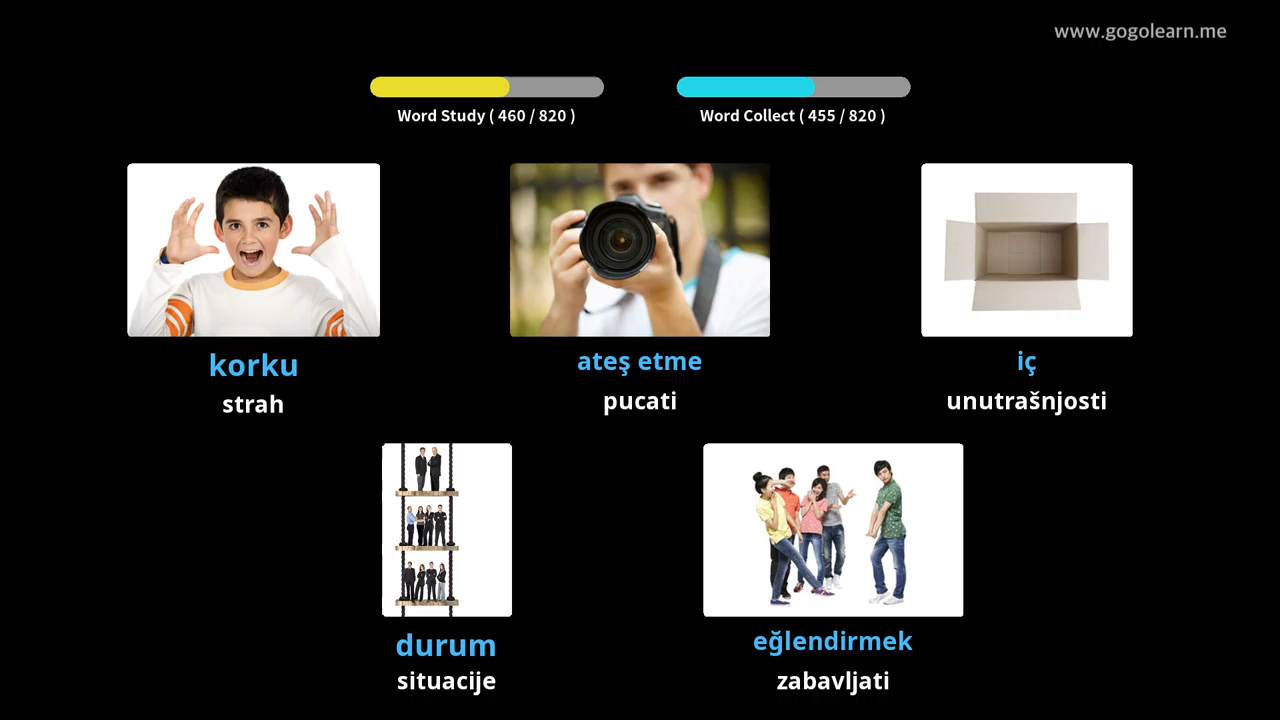 www.gogolearn.me
Word Study ( 460 / 820 )
Word Collect ( 455 / 820 )
korku
ateş etme
iç
strah
pucati
unutrašnjosti
durum
eğlendirmek
situacije
zabavljati